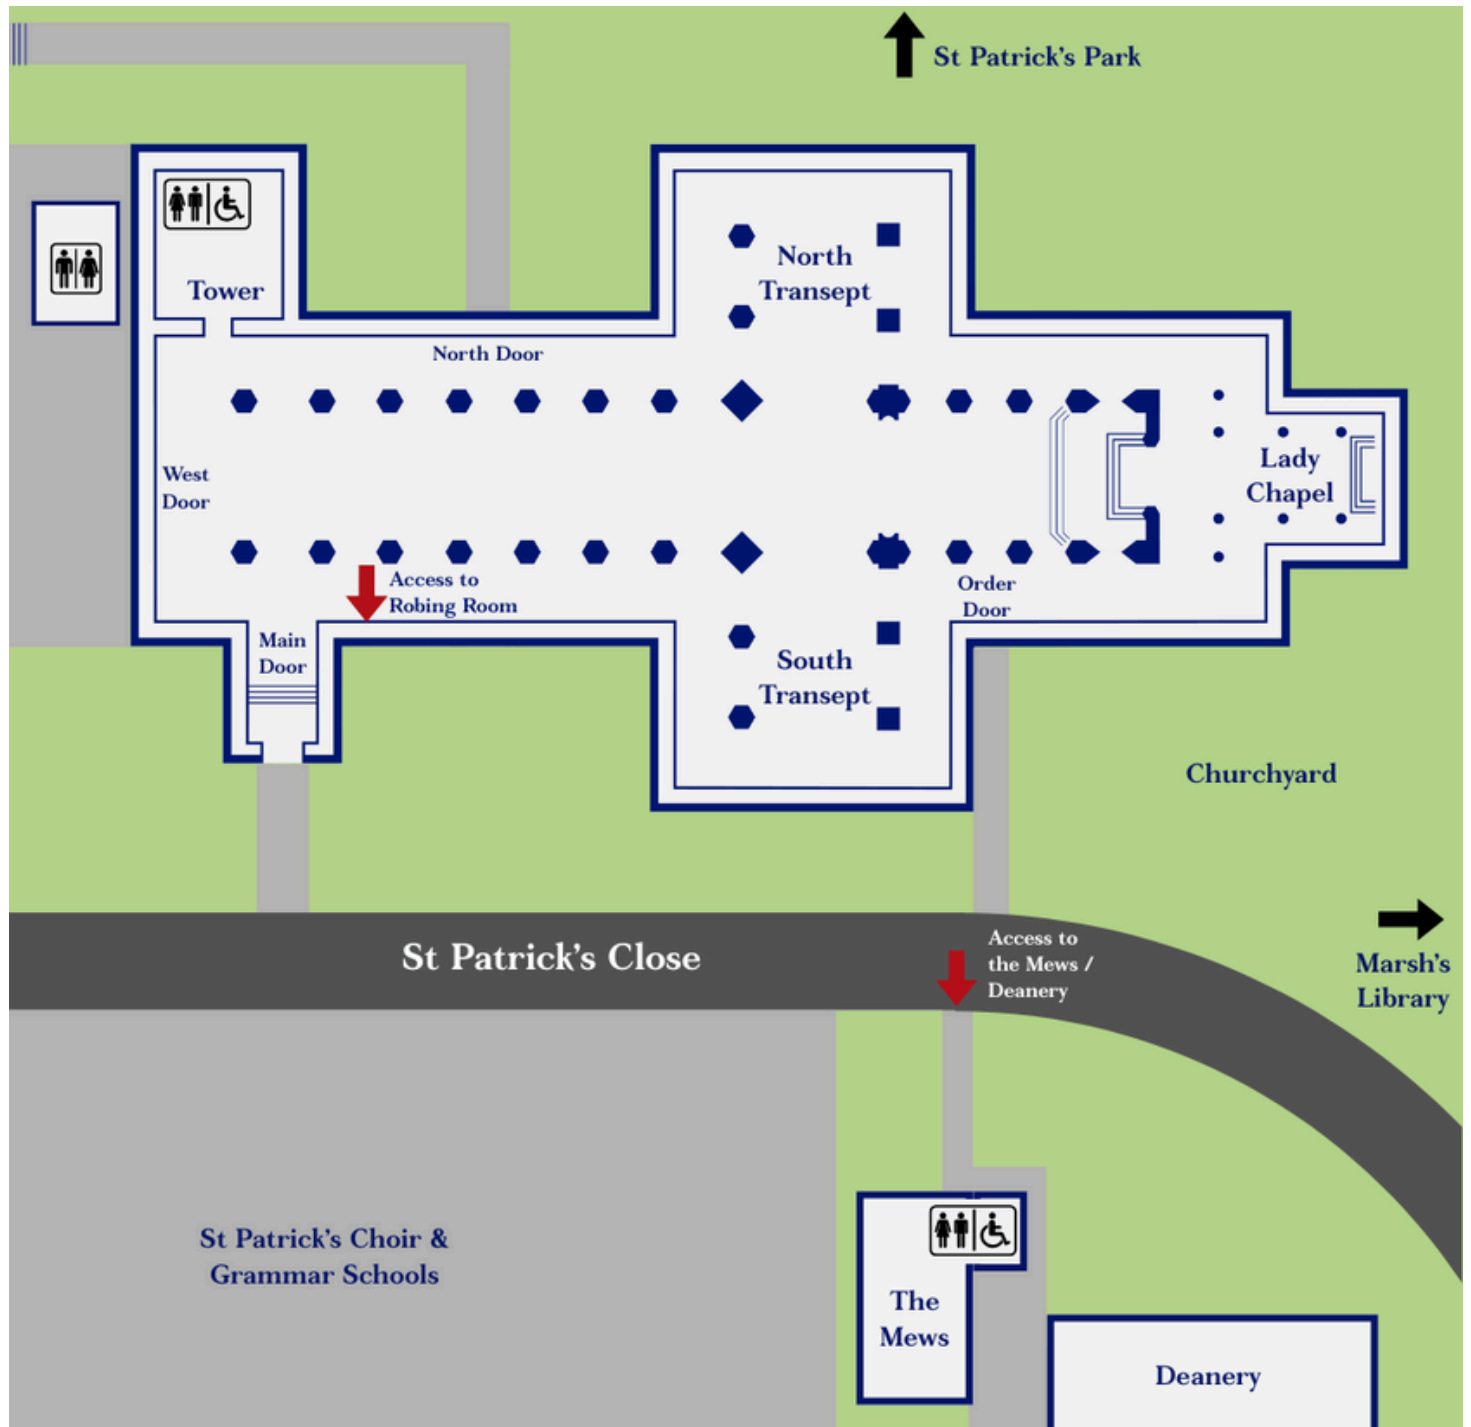 St Patrick's Park
North
Transept
Tower
North Door
West
Door
Lady
Chapel
Access to
Robing Room
Order
Door
Main
Door
South
Transept
Churchyard
St Patrick's Close
Access to
the Mews /
Deanery
Marsh's
Library
St Patrick's Choir &
Grammar Schools
The
Mews
Deanery